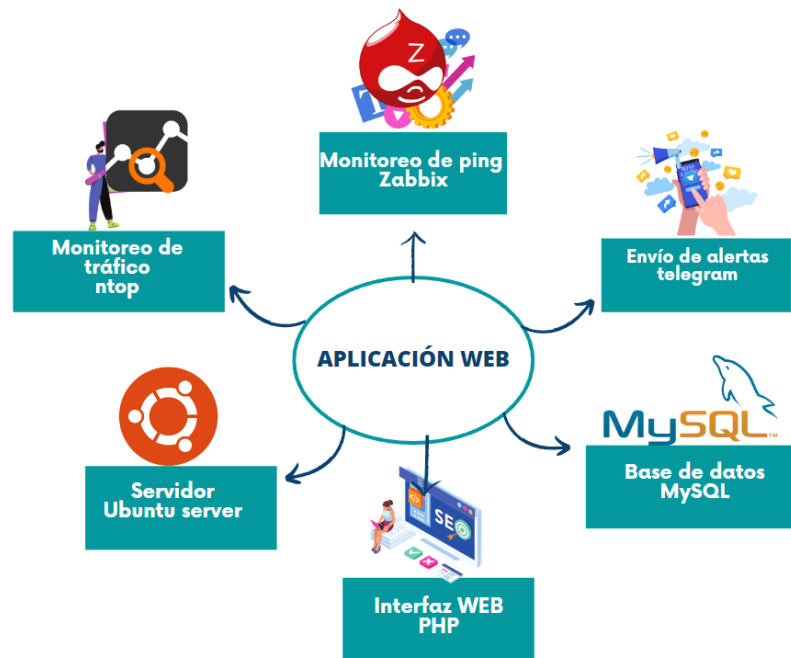 Z
Monitoreo de ping
Zabbix
Monitoreo de
tráfico
ntop
Envío de alertas
telegram
APLICACIÓN WEB
MySQL™
Servidor
Ubuntu server
Base de datos
MySQL
SEO
Interfaz WEB
PHP